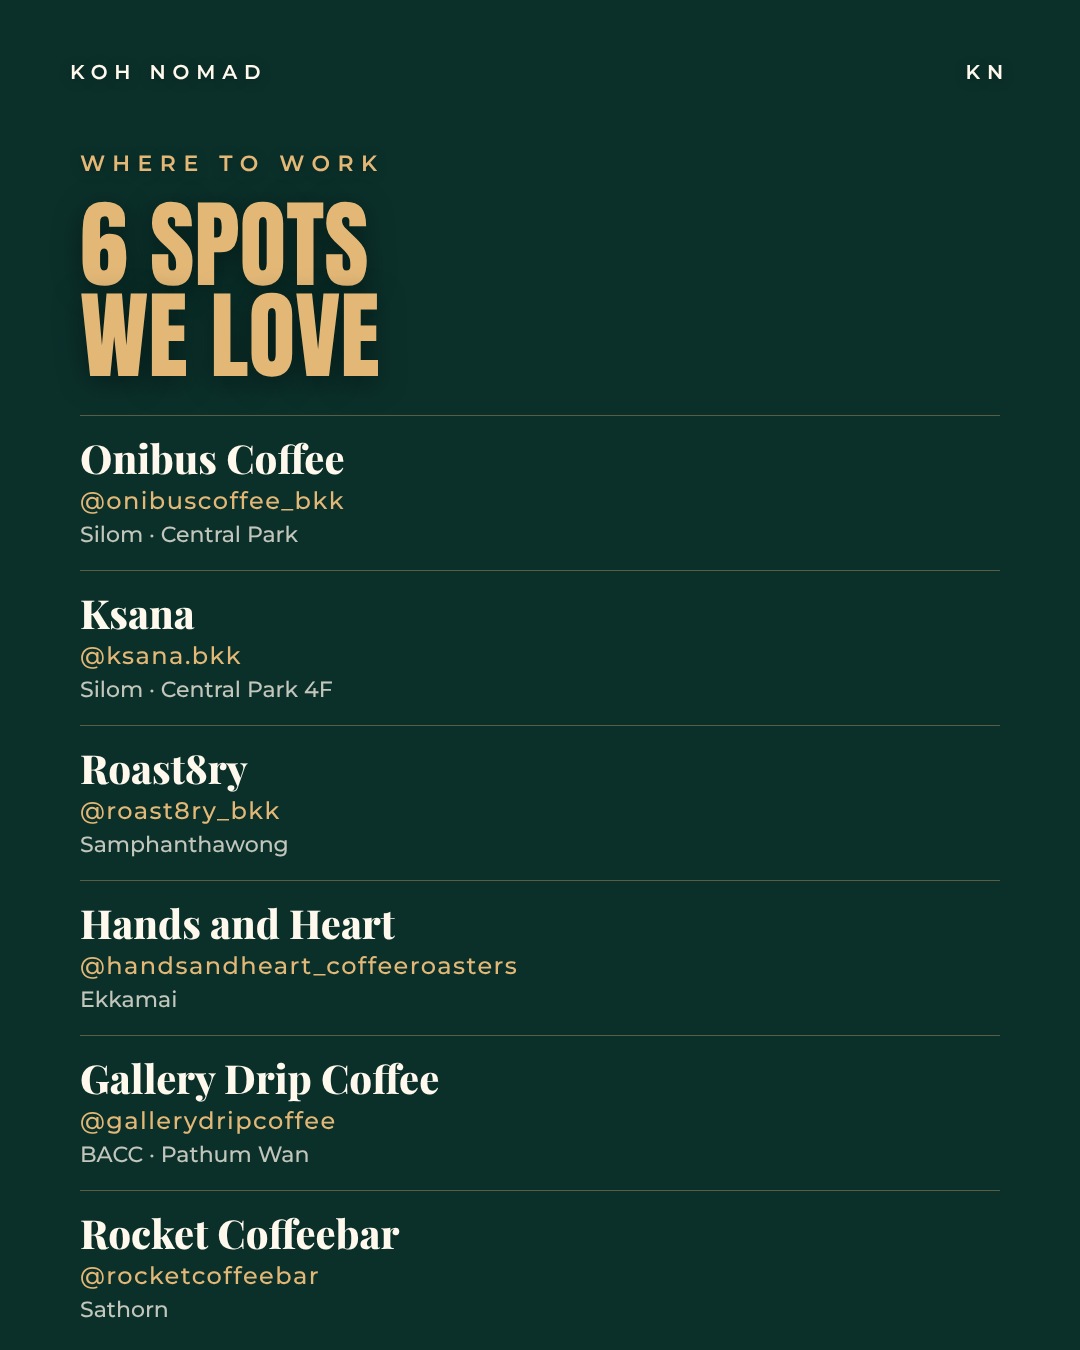 KOH NOMAD
KN
WHERE TO WORK
6 SPOTS
WE LOVE
Onibus Coffee
@onibuscoffee_bkk
Silom · Central Park
Ksana
@ksana.bkk
Silom · Central Park 4F
Roast8ry
@roast8ry_bkk
Samphanthawong
Hands and Heart
@handsandheart_coffeeroasters
Ekkamai
Gallery Drip Coffee
@gallerydripcoffee
BACC · Pathum Wan
Rocket Coffeebar
@rocketcoffeebar
Sathorn